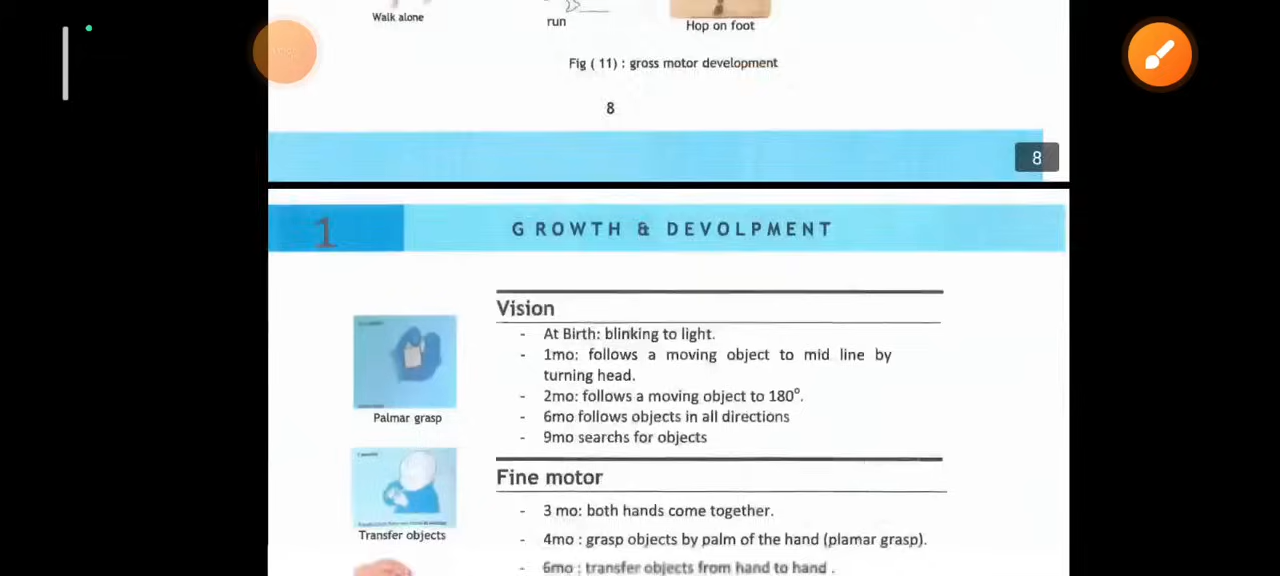 Walk alone
run
Hop on foot
Fig ( 11) : gross motor development
8
8
1
GROWTH & DEVOLPMENT
Vision
- At Birth: blinking to light.
- 1mo: follows a moving object to mid line by
turning head.
- 2mo: follows a moving object to 180°.
- 6mo follows objects in all directions
- 9mo searchs for objects
Palmar grasp
Fine motor
- 3 mo: both hands come together.
- 4mo : grasp objects by palm of the hand (plamar grasp).
- 6mo : transfer objects from hand to hand .
Transfer objects